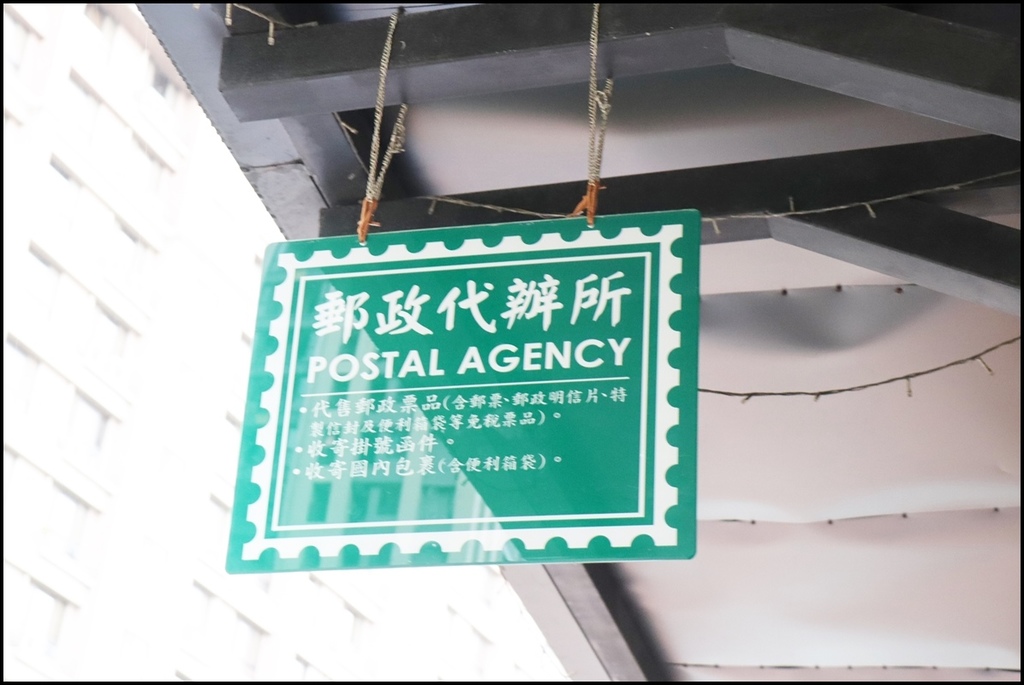 郵政代辦所
POSTAL AGENCY
•代售郵政票品(含郵票、郵政明信片、特
製信封及便利箱袋等免稅票品)。
•收寄掛號函件。
•收寄國內包裹(含便利箱袋)。